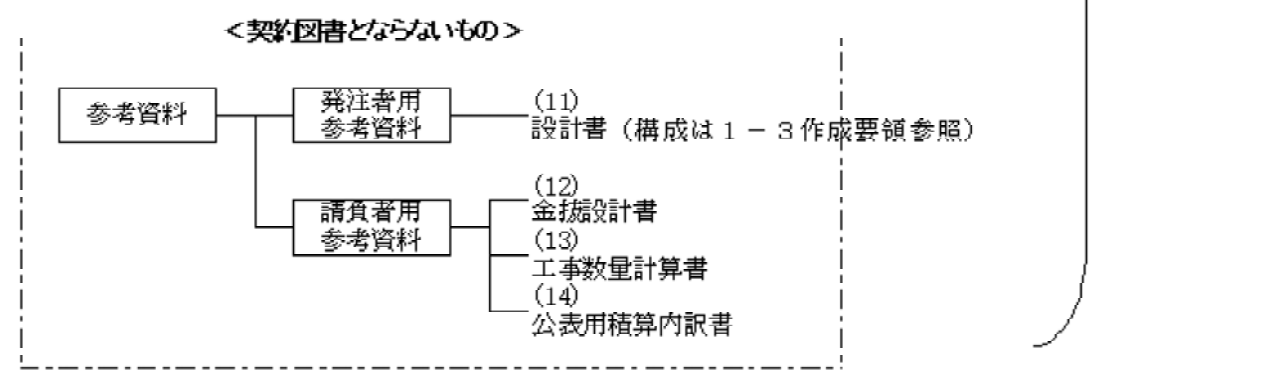 ＜契約図書とならないもの＞
参考資料
発注者用
参考資料
(11)
設計書（構成は１－３作成要領参照）
請負者用
参考資料
(12)
金抜設計書
(13)
工事数量計算書
(14)
公表用積算内訳書